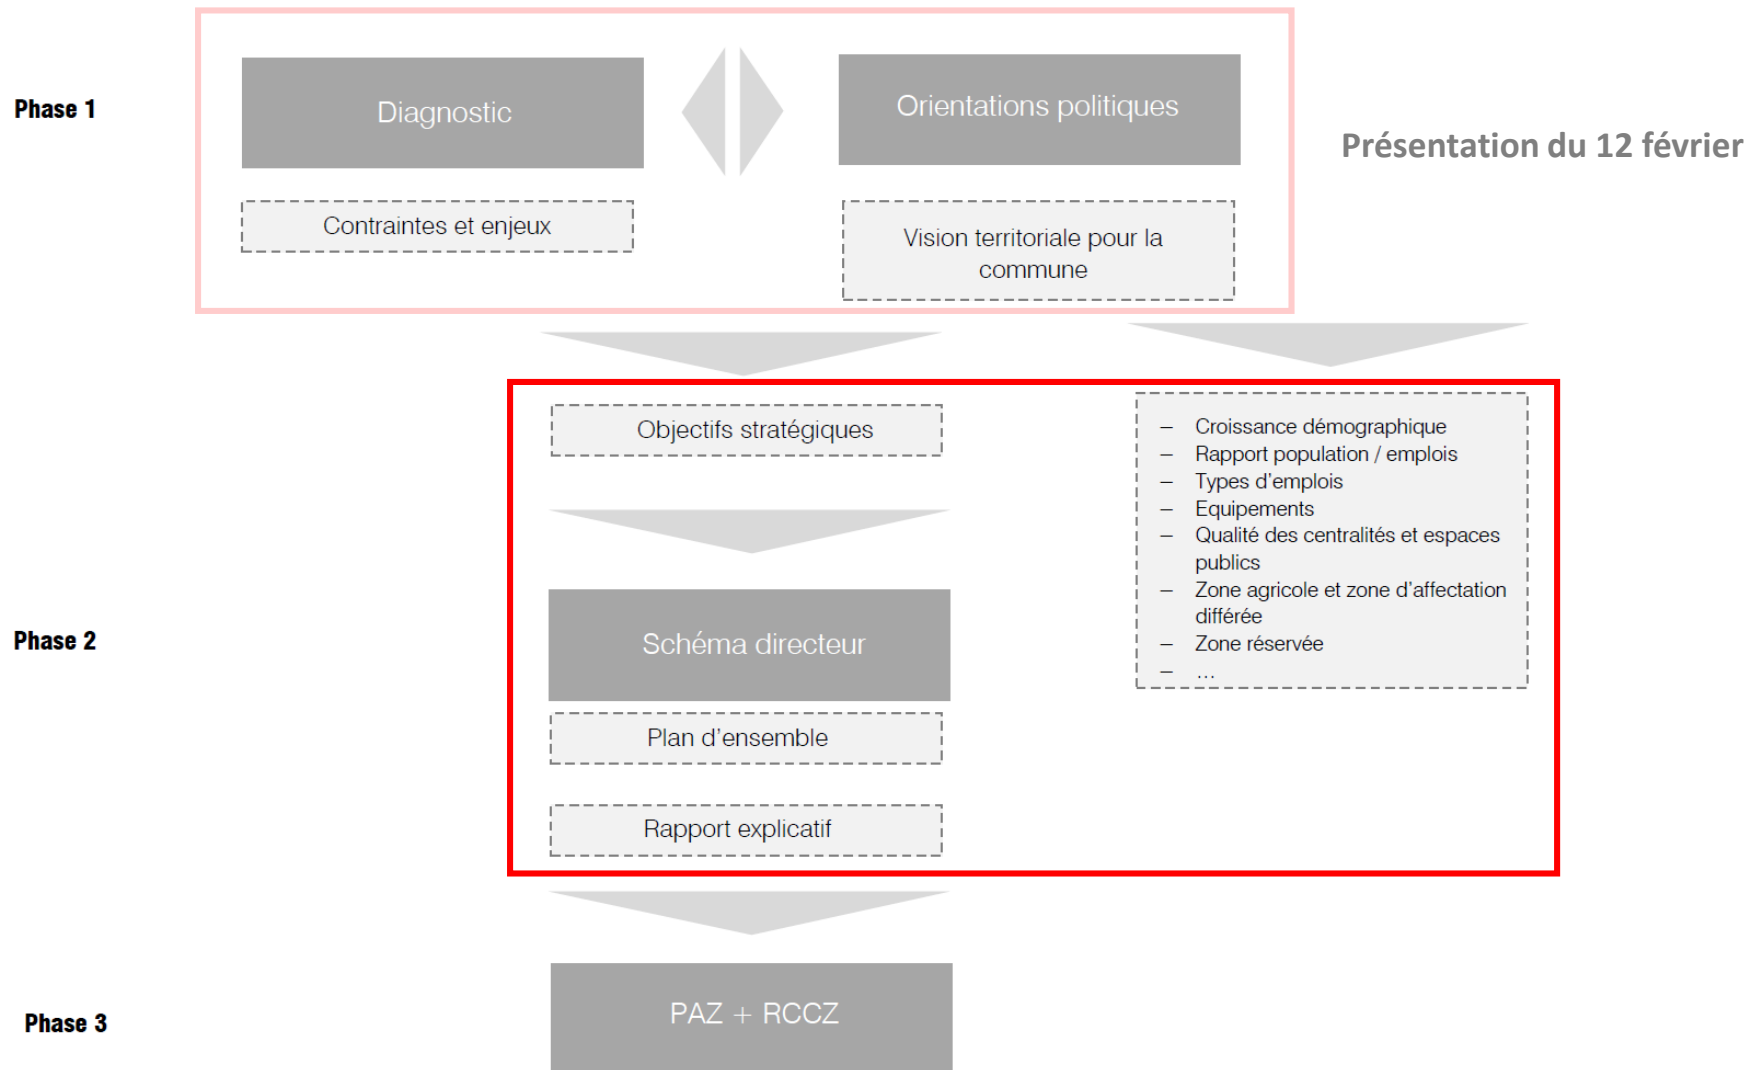 Phase 1
Diagnostic
Orientations politiques
Présentation du 12 février
Contraintes et enjeux
Vision territoriale pour la
commune
Objectifs stratégiques
– Croissance démographique
– Rapport population / emplois
– Types d'emplois
– Equipements
– Qualité des centralités et espaces
publics
– Zone agricole et zone d'affectation
différée
– Zone réservée
– ...
Phase 2
Schéma directeur
Plan d'ensemble
Rapport explicatif
Phase 3
PAZ + RCCZ